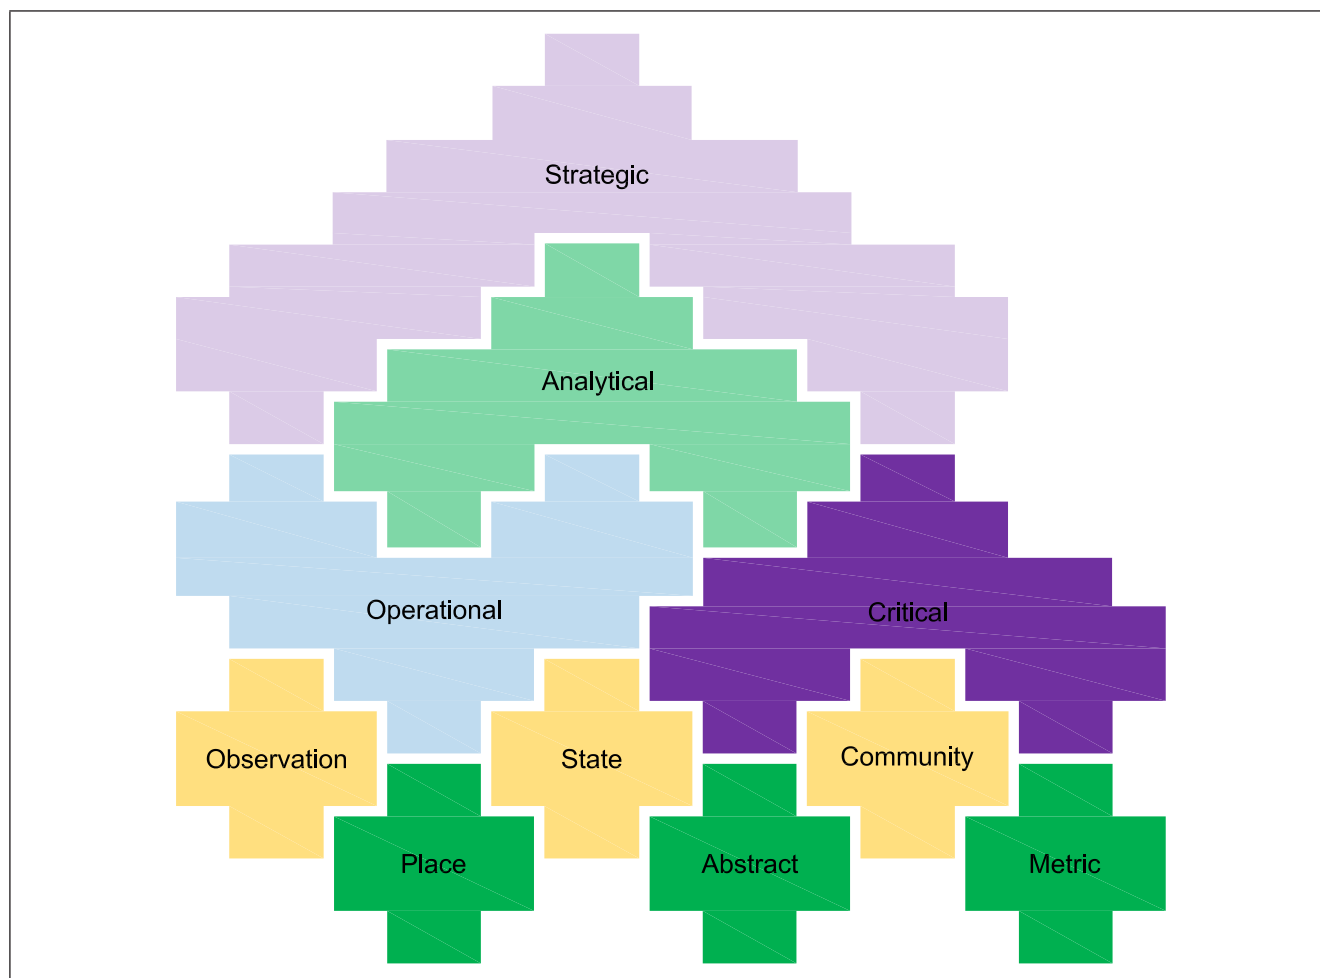 Strategic
Analytical
Operational
Critical
Observation
State
Community
Place
Abstract
Metric